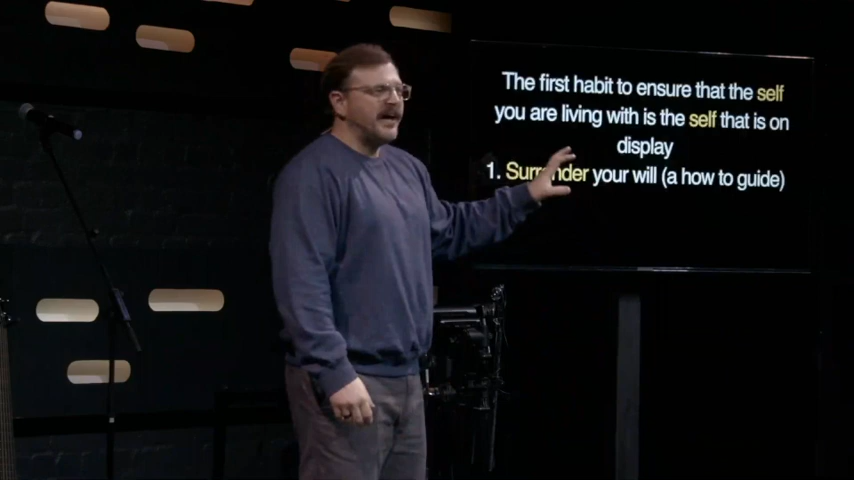 The first habit to ensure that the self
you are living with is the self that is on
display
1. Surrender your will (a how to guide)